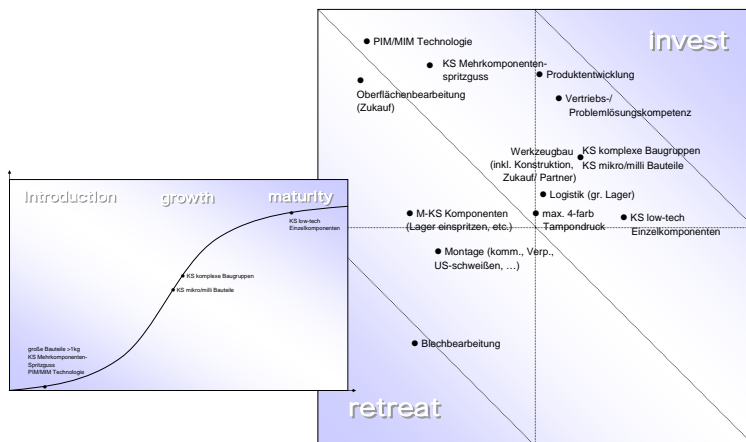 invest
PIM/MIM Technologie
KS Mehrkomponenten-
spritzguss
Produktentwicklung
Oberflächenbearbeitung
(Zukauf)
Vertriebs-/
Problemlösungskompetenz
Werkzeugbau
(inkl. Konstruktion,
Zukauf/ Partner)
KS komplexe Baugruppen
KS mikro/milli Bauteile
Logistik (gr. Lager)
M-KS Komponenten
(Lager einspritzen, etc.)
max. 4-farb
Tampondruck
KS low-tech
Einzelkomponenten
Montage (komm., Verp.,
US-schweißen, …)
Blechbearbeitung
retreat
Introduction
growth
maturity
KS low-tech
Einzelkomponenten
KS komplexe Baugruppen
KS mikro/milli Bauteile
große Bauteile >1kg
KS Mehrkomponenten-
Spritzguss
PIM/MIM Technologie